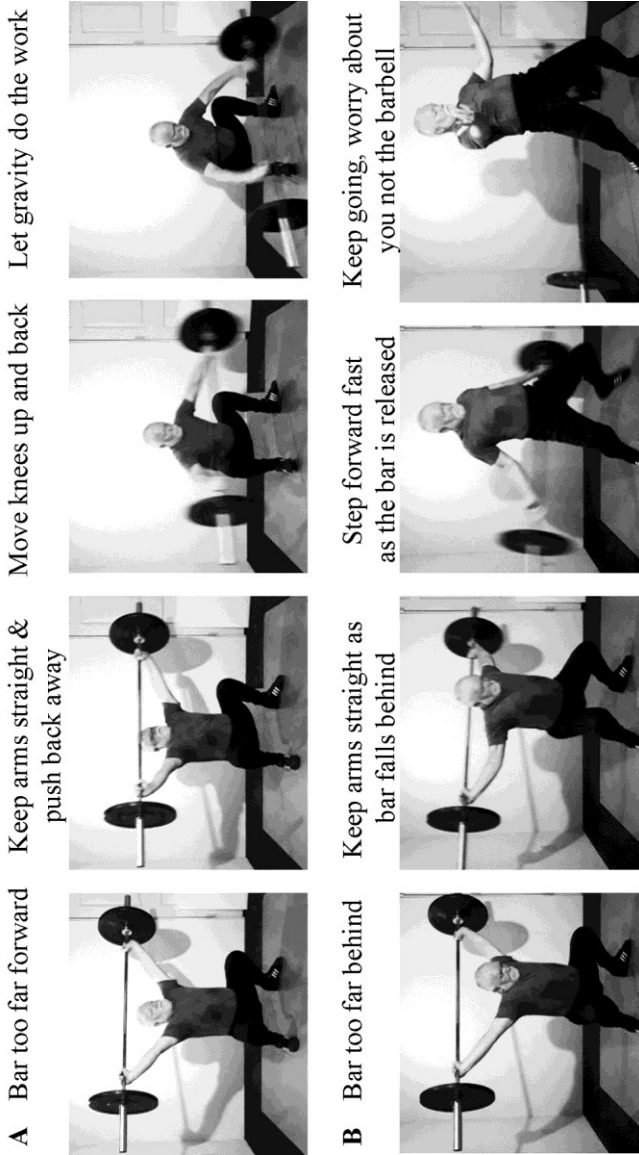 A Bar too far forward
Keep arms straight &
push back away
Move knees up and back
Let gravity do the work
B Bar too far behind
Keep arms straight as
bar falls behind
Step forward fast
as the bar is released
Keep going, worry about
you not the barbell